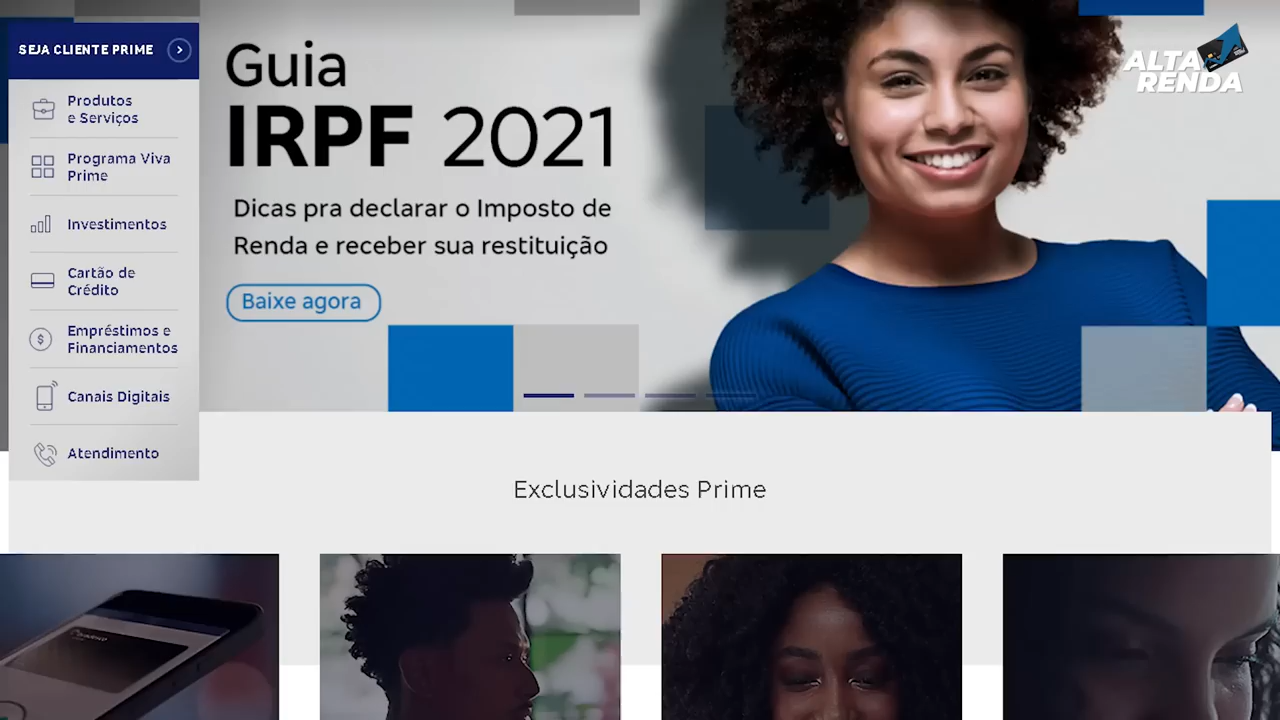 SEJA CLIENTE PRIME
Produtos
e Serviços
Programa Viva
Prime
Investimentos
Cartão de
Crédito
Empréstimos e
Financiamentos
Canais Digitais
Atendimento
Guia
IRPF 2021
Dicas pra declarar o Imposto de
Renda e receber sua restituição
Baixe agora
ALTA
RENDA
Exclusividades Prime